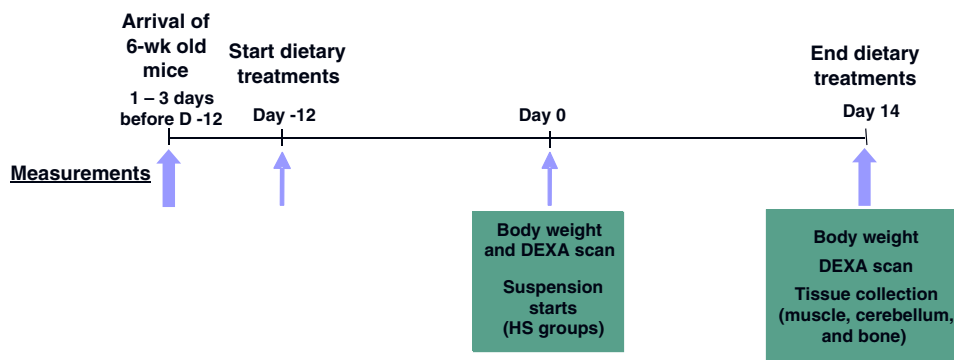 Arrival of
6-wk old
mice
1 – 3 days
before D -12
Start dietary
treatments
Day -12
Day 0
End dietary
treatments
Day 14
Measurements
Body weight
and DEXA scan
Suspension
starts
(HS groups)
Body weight
DEXA scan
Tissue collection
(muscle, cerebellum,
and bone)